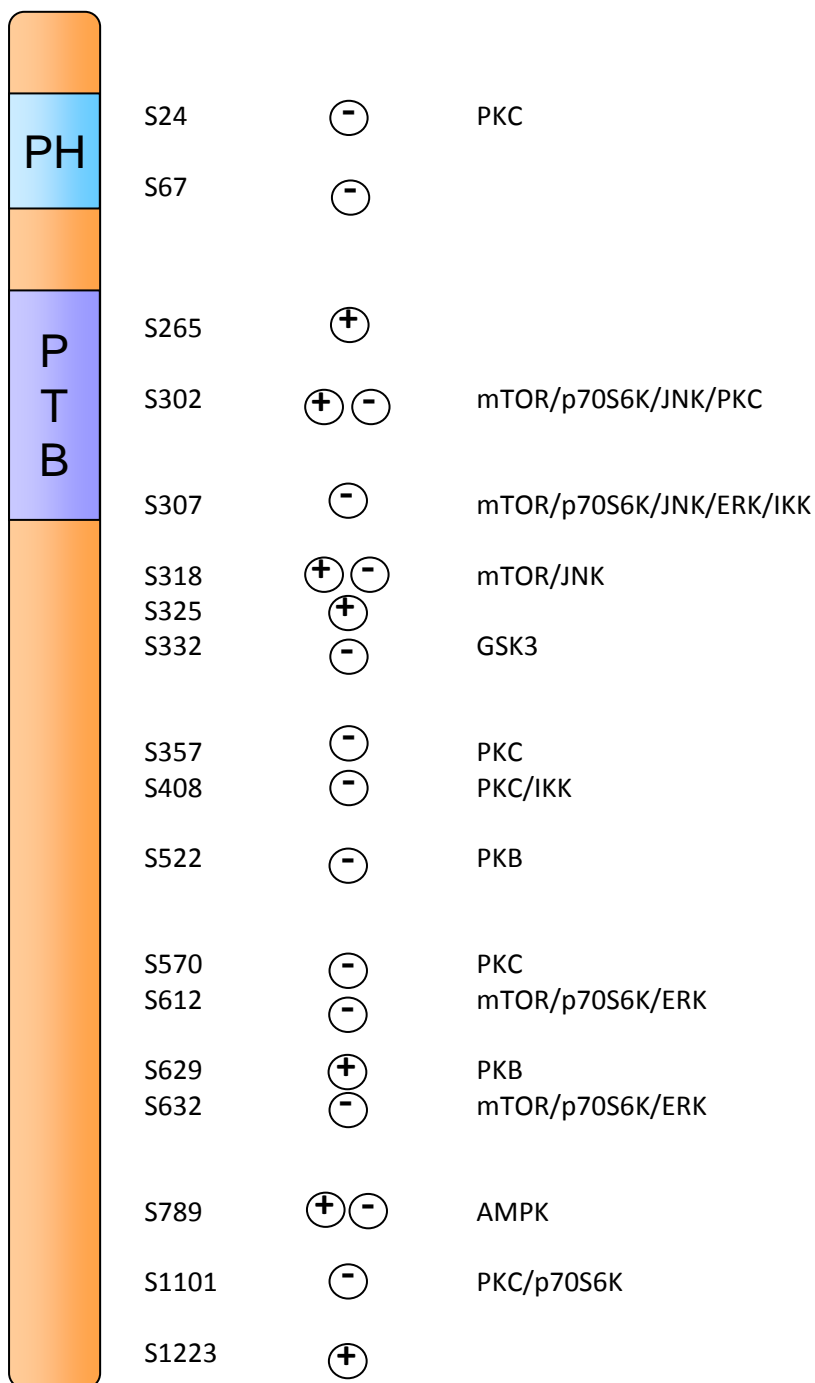 PH
S24 - PKC
S67 -
P
T
B
S265 +
S302 + - mTOR/p70S6K/JNK/PKC
S307 - mTOR/p70S6K/JNK/ERK/IKK
S318 + - mTOR/JNK
S325 +
S332 - GSK3
S357 - PKC
S408 - PKC/IKK
S522 - PKB
S570 - PKC
S612 - mTOR/p70S6K/ERK
S629 + PKB
S632 - mTOR/p70S6K/ERK
S789 + - AMPK
S1101 - PKC/p70S6K
S1223 +